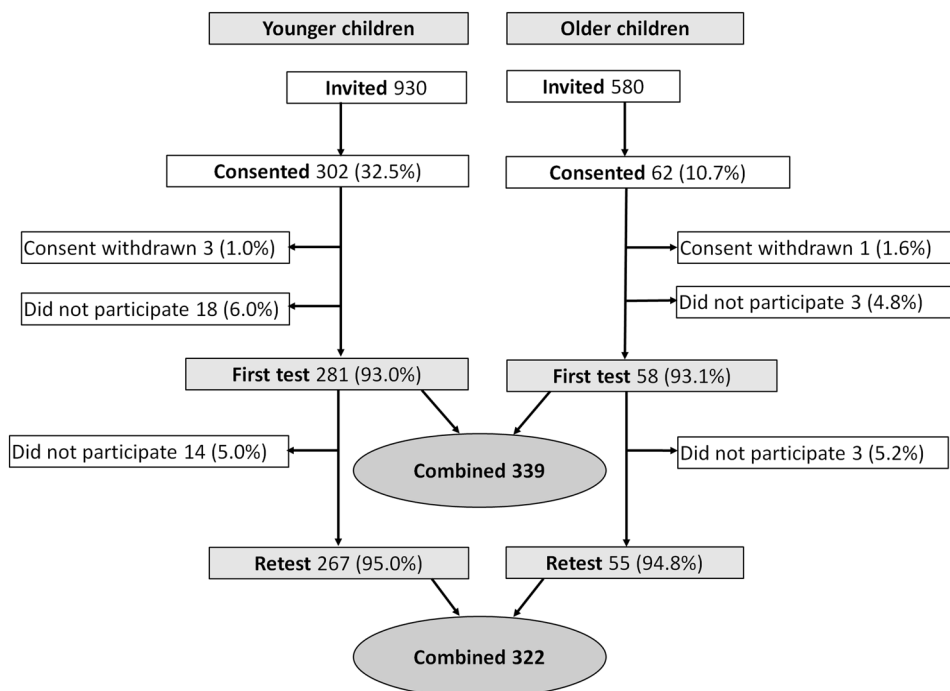 Younger children
Older children
Invited 930
Invited 580
Consented 302 (32.5%)
Consented 62 (10.7%)
Consent withdrawn 3 (1.0%)
Consent withdrawn 1 (1.6%)
Did not participate 18 (6.0%)
Did not participate 3 (4.8%)
First test 281 (93.0%)
First test 58 (93.1%)
Did not participate 14 (5.0%)
Did not participate 3 (5.2%)
Combined 339
Retest 267 (95.0%)
Retest 55 (94.8%)
Combined 322